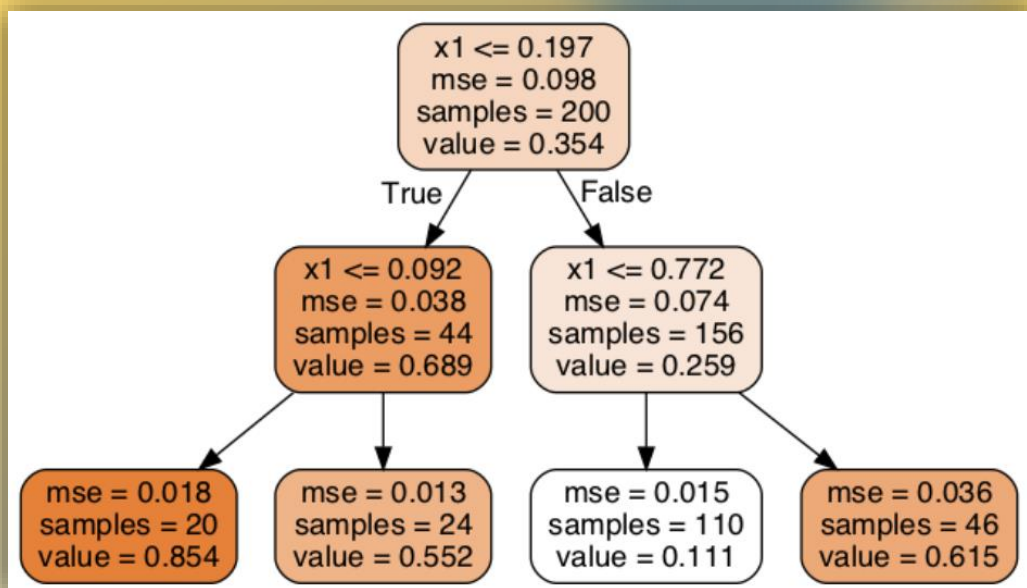 x1 <= 0.197
mse = 0.098
samples = 200
value = 0.354
True
False
x1 <= 0.092
mse = 0.038
samples = 44
value = 0.689
x1 <= 0.772
mse = 0.074
samples = 156
value = 0.259
mse = 0.018
samples = 20
value = 0.854
mse = 0.013
samples = 24
value = 0.552
mse = 0.015
samples = 110
value = 0.111
mse = 0.036
samples = 46
value = 0.615